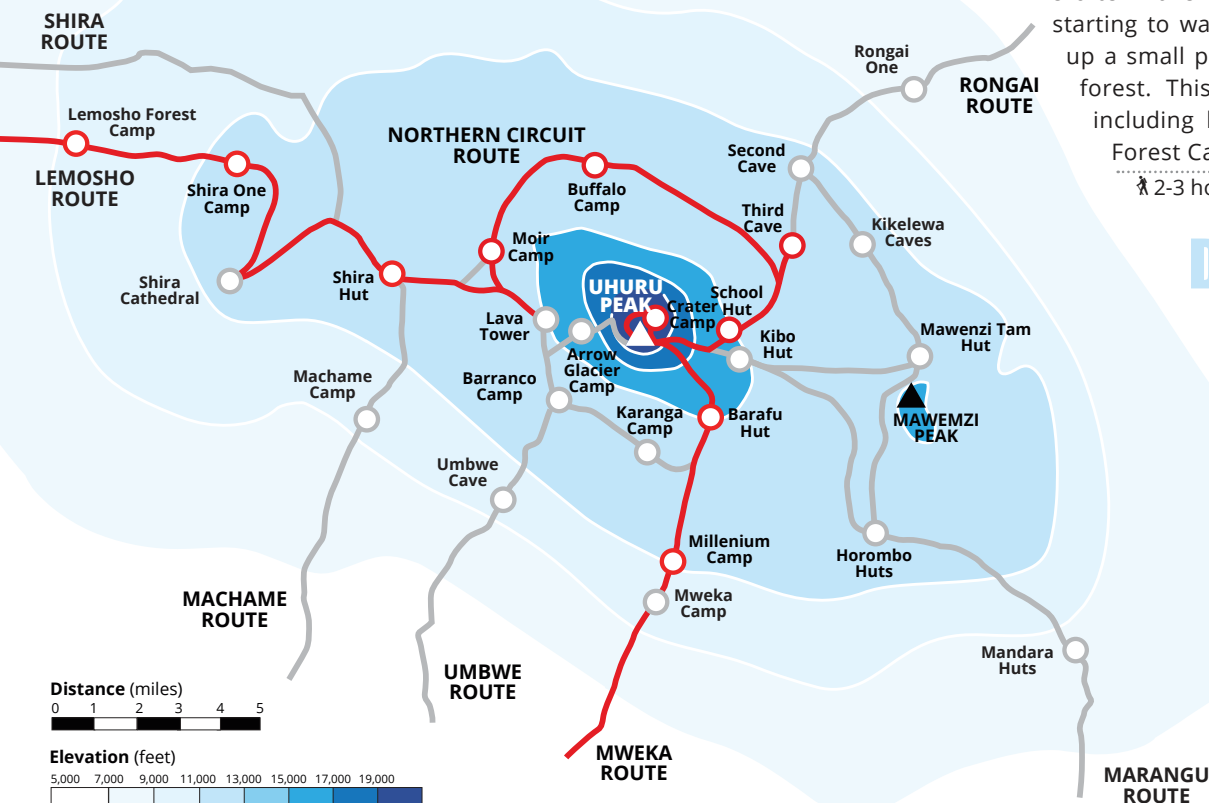 SHIRA
ROUTE
Rongai
One
starting to wa
up a small p
forest. This
including
Forest Ca
2-3 ho
RONGAI
ROUTE
Lemosho Forest
Camp
NORTHERN CIRCUIT
ROUTE
Second
Cave
LEMOSHO
ROUTE
Shira One
Camp
Buffalo
Camp
Third
Cave
Kikelewa
Caves
Moir
Camp
Shira
Cathedral
Shira
Hut
UHURU
PEAK
Crater
Camp
School
Hut
Lava
Tower
Kibo
Hut
Mawenzi Tam
Hut
Arrow
Glacier
Camp
Machame
Camp
Barranco
Camp
Karanga
Camp
Barafu
Hut
MAWEMZI
PEAK
Umbwe
Cave
Millenium
Camp
Horombo
Huts
MACHAME
ROUTE
Mweka
Camp
UMBWE
ROUTE
Mandara
Huts
Distance (miles)
0 1 2 3 4 5
MWEKA
ROUTE
Elevation (feet)
5,000 7,000 9,000 11,000 13,000 15,000 17,000 19,000
MARANGU
ROUTE